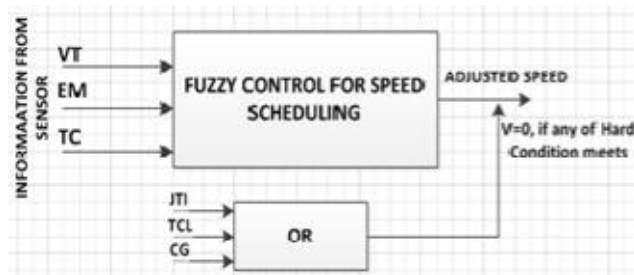 INFORMAATION FROM
SENSOR
VT
EM
TC
FUZZY CONTROL FOR SPEED
SCHEDULING
ADJUSTED SPEED
V=0, if any of Hard
Condition meets
JTI
TCL
CG
OR